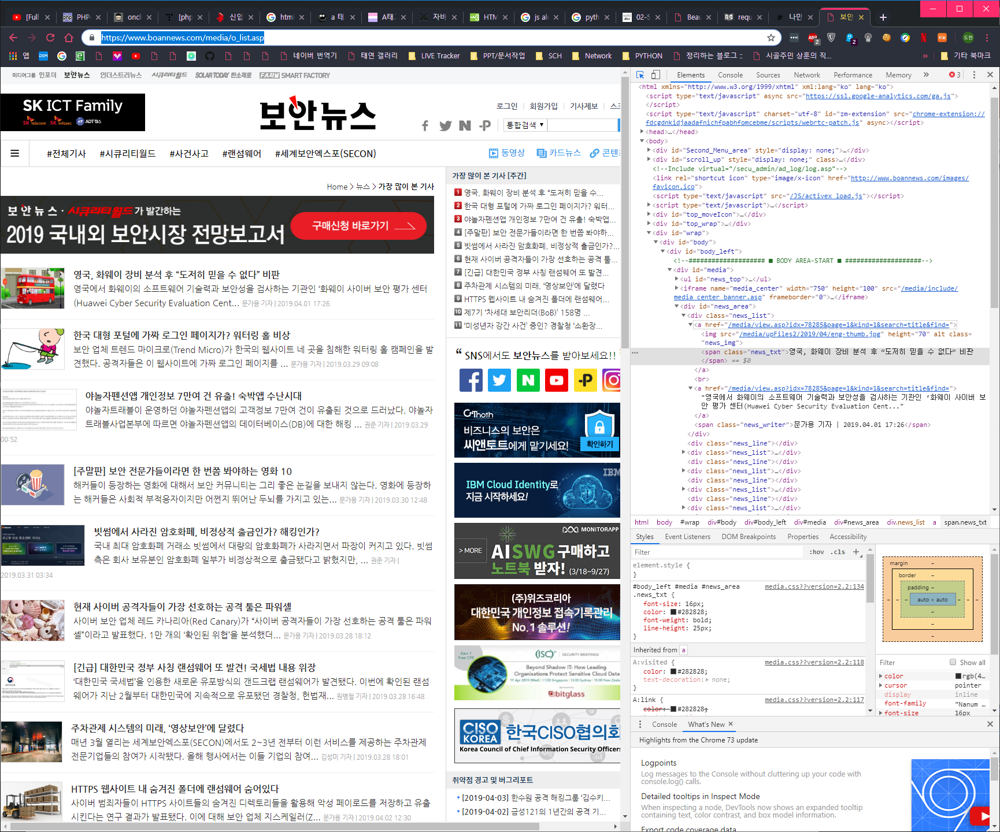 [Full
PHP
oncl
[php
신입
html
a 태
A태그
자바
HTM
js al
pyth
02-5
Beau
requ
나만
보안
https://www.boannews.com/media/o_list.asp
앱
네이버 번역기
태연 갤러리
LIVE Tracker
PPT/문서작업
SCH
Network
PYTHON
정리하는 블로그 ::
시골주민 상훈의 직...
기타 북마크
미디어그룹 인포더
보안뉴스
인더스트리뉴스
시큐리티월드
SOLAR TODAY 탄소제로
FA저널 SMART FACTORY
SK ICT Family
SK telecom SK infosec ADT캡스
보안뉴스
로그인 | 회원가입 | 기사제보 | 스크
통합검색
#전체기사
#시큐리티월드
#사건사고
#랜섬웨어
#세계보안엑스포(SECON)
동영상
카드뉴스
콘텐츠
Home > 뉴스 > 가장 많이 본 기사
보안뉴스 · 시큐리티월드가 발간하는
2019 국내외 보안시장 전망보고서
구매신청 바로가기
영국, 화웨이 장비 분석 후 “도저히 믿을 수 없다” 비판
영국에서 화웨이의 소프트웨어 기술력과 보안성을 검사하는 기관인 ‘화웨이 사이버 보안 평가 센터
(Huawei Cyber Security Evaluation Cent... 문가용 기자 | 2019.04.01 17:26
한국 대형 포털에 가짜 로그인 페이지가? 워터링 홀 비상
보안 업체 트렌드 마이크로(Trend Micro)가 한국의 웹사이트 네 곳을 침해한 워터링 홀 캠페인을 발
견했다. 공격자들은 이 웹사이트에 가짜 로그인 페이지를 ... 문가용 기자 | 2019.03.29 09:08
야놀자펜션앱 개인정보 7만여 건 유출! 숙박앱 수난시대
야놀자트래블이 운영하던 야놀자펜션앱의 고객정보 7만여 건이 유출된 것으로 드러났다. 야놀자
트래블사업본부에 따르면 야놀자펜션앱의 데이터베이스(DB)에 대한 해킹 ... 권준 기자 | 2019.03.29
00:52
[주말판] 보안 전문가들이라면 한 번쯤 봐야하는 영화 10
해커들이 등장하는 영화에 대해서 보안 커뮤니티는 그리 좋은 눈길을 보내지 않는다. 영화에 등장하
는 해커들은 사회적 부적응자이지만 어쩐지 뛰어난 두뇌를 가지고 있는... 문가용 기자 | 2019.03.30 12:48
빗썸에서 사라진 암호화폐, 비정상적 출금인가? 해킹인가?
국내 최대 암호화폐 거래소 빗썸에서 대량의 암호화폐가 사라지면서 파장이 커지고 있다. 빗썸
측은 회사 보유분인 암호화폐 일부가 비정상적으로 출금됐다고 밝혔지만, ... 권준 기자 |
2019.03.31 03:34
현재 사이버 공격자들이 가장 선호하는 공격 툴은 파워셸
사이버 보안 업체 레드 카나리아(Red Canary)가 “사이버 공격자들이 가장 선호하는 공격 툴은 파워
셸”이라고 발표했다. 1만 개의 ‘확인된 위협’을 분석했더... 문가용 기자 | 2019.03.28 18:12
[긴급] 대한민국 정부 사칭 랜섬웨어 또 발견! 국세법 내용 위장
‘대한민국 국세법’을 인용한 새로운 유포방식의 갠드크랩 랜섬웨어가 발견됐다. 이번에 확인된 랜섬
웨어가 지난 2월부터 대한민국에 지속적으로 유포됐던 경찰청, 헌법재... 원병철 기자 | 2019.03.28 16:48
주차관제 시스템의 미래, ‘영상보안’에 달렸다
매년 3월 열리는 세계보안엑스포(SECON)에서도 2~3년 전부터 이런 서비스를 제공하는 주차관제
전문기업들의 참여가 시작됐다. 올해 행사에서는 이들 기업의 참여... 김성미 기자 | 2019.03.28 18:01
HTTPS 웹사이트 내 숨겨진 폴더에 랜섬웨어 숨어있다
사이버 범죄자들이 HTTPS 사이트들의 숨겨진 디렉토리들을 활용해 악성 페이로드를 저장하고 유출
시킨다는 연구 결과가 발표됐다. 이에 대해 보안 업체 지스케일러(Z... 문가용 기자 | 2019.04.02 12:30
가장 많이 본 기사 [주간]
1 영국, 화웨이 장비 분석 후 “도저히 믿을 수...
2 한국 대형 포털에 가짜 로그인 페이지가? 워터...
3 야놀자펜션앱 개인정보 7만여 건 유출! 숙박앱...
4 [주말판] 보안 전문가들이라면 한 번쯤 봐야하...
5 빗썸에서 사라진 암호화폐, 비정상적 출금인가?...
6 현재 사이버 공격자들이 가장 선호하는 공격 툴...
7 [긴급] 대한민국 정부 사칭 랜섬웨어 또 발견...
8 주차관제 시스템의 미래, ‘영상보안’에 달렸다
9 HTTPS 웹사이트 내 숨겨진 폴더에 랜섬웨어...
10 제7기 ‘차세대 보안리더(BoB)’ 158명 ...
11 ‘미성년자 강간 사건’ 증인? 경찰청 ‘소환장...
“ SNS에서도 보안뉴스를 받아보세요!! ”
Thoth
비즈니스의 보안은
씨앤토트에게 맡기세요!
확인하기
IBM
IBM Cloud Identity로
지금 시작하세요!
MONITORAPP
> MORE
AISWG 구매하고
노트북 받자! (3/18~9/27)
(주)위즈코리아
대한민국 개인정보 접속기록관리
No.1 솔루션!
Earn 1
Free CPE
(ISC)² SECURITY BRIEFINGS
Beyond Shadow IT: How Leading
Organisations Protect Sensitive Cloud Data
17 Apr 2019 (Wed) | 11:00 Singapore | 13:00 Sydney | 15:00 New Zeal
bitglass
CISO KOREA 한국CISO협의회
Korea Council of Chief Information Security Officers
취약점 경고 및 버그리포트
[2019-04-03] 한수원 공격 해킹그룹 ‘김수키...
[2019-04-02] 금성121의 1년간의 공격 기...
Elements
Console
Sources
Network
Performance
Memory
3
<html xmlns="http://www.w3.org/1999/xhtml" xml:lang="ko" lang="ko">
<script type="text/javascript" async src="https://ssl.google-analytics.com/ga.js">
</script>
<script type="text/javascript" charset="utf-8" id="zm-extension" src="chrome-extension://
fdcgdnkidjaadafnichfpabhfomcebme/scripts/webrtc-patch.js" async></script>
<head>…</head>
<body>
<div id="Second_Menu_area" style="display: none;">…</div>
<div id="scroll_up" style="display: none;" class>…</div>
<!--Include virtual="/secu_admin/ad_log/log.asp"-->
<link rel="shortcut icon" type="image/x-icon" href="http://www.boannews.com/images/
favicon.ico">
<script type="text/javascript" src="/JS/activex_load.js"></script>
<script type="text/javascript">…</script>
<div id="top_moveIcon">…</div>
<div id="top_wrap">…</div>
<div id="wrap">
<div id="body">
<div id="body_left">
<!--#################### ■ BODY AREA-START ■ ####################-->
<div id="media">
<ul id="news_top">…</ul>
<iframe name="media_center" width="750" height="100" src="/media/include/
media_center_banner.asp" frameborder="0">…</iframe>
<div id="news_area">
<div class="news_list">
<a href="/media/view.asp?idx=78285&page=1&kind=1&search=title&find=">
<img src="/media/upFiles2/2019/04/eng-thumb.jpg" height="70" alt class=
"news_img">
<span class="news_txt">영국, 화웨이 장비 분석 후 “도저히 믿을 수 없다” 비판
</span> == $0
</a>
<br>
<a href="/media/view.asp?idx=78285&page=1&kind=1&search=title&find=">
"영국에서 화웨이의 소프트웨어 기술력과 보안성을 검사하는 기관인 ‘화웨이 사이버 보
안 평가 센터(Huawei Cyber Security Evaluation Cent..."
</a>
<span class="news_writer">문가용 기자 | 2019.04.01 17:26</span>
</div>
<div class="news_line"></div>
<div class="news_list">…</div>
<div class="news_line"></div>
<div class="news_list">…</div>
<div class="news_line"></div>
<div class="news_list">…</div>
<div class="news_line"></div>
<div class="news_list">…</div>
html body #wrap div#body div#body_left div#media div#news_area div.news_list a span.news_txt
Styles
Event Listeners
DOM Breakpoints
Properties
Accessibility
Filter
:hov .cls +
element.style {
}
#body_left #media #news_area media.css??version=2.2:134
.news_txt {
font-size: 16px;
color: #282828;
font-weight: bold;
line-height: 25px;
}
Inherited from a
A:visited { media.css??version=2.2:118
color: #282828;
text-decoration: none;
}
A:link { media.css??version=2.2:117
color: #282828;
margin -
border -
padding -
auto × auto
Filter
Show all
color rgb(4…
cursor pointer
display inline
font-family "Nanum …
font-size 16px
Console
What's New
Highlights from the Chrome 73 update
Logpoints
Log messages to the Console without cluttering up your code with
console.log() calls.
Detailed tooltips in Inspect Mode
When inspecting a node, DevTools now shows an expanded tooltip
containing text, color contrast, and box model information.
Export code coverage data